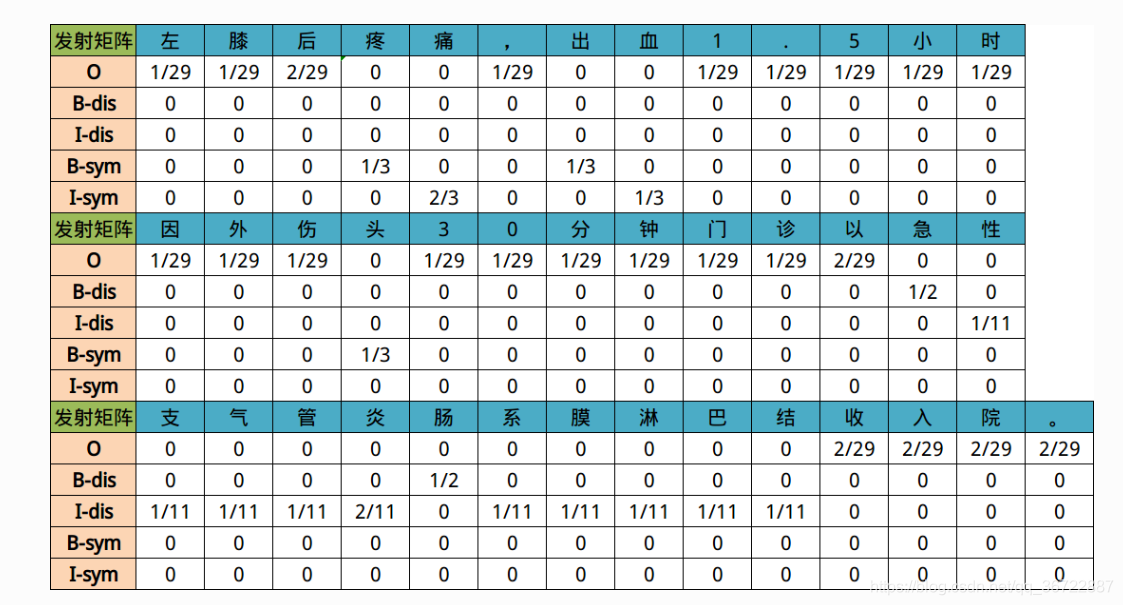 发射矩阵 左 膝 后 疼 痛 , 出 血 1 . 5 小 时
O 1/29 1/29 2/29 0 0 1/29 0 0 1/29 1/29 1/29 1/29 1/29
B-dis 0 0 0 0 0 0 0 0 0 0 0 0 0
I-dis 0 0 0 0 0 0 0 0 0 0 0 0 0
B-sym 0 0 0 1/3 0 0 1/3 0 0 0 0 0 0
I-sym 0 0 0 0 2/3 0 0 1/3 0 0 0 0 0
发射矩阵 因 外 伤 头 3 0 分 钟 门 诊 以 急 性
O 1/29 1/29 1/29 0 1/29 1/29 1/29 1/29 1/29 1/29 2/29 0 0
B-dis 0 0 0 0 0 0 0 0 0 0 0 1/2 0
I-dis 0 0 0 0 0 0 0 0 0 0 0 0 1/11
B-sym 0 0 0 1/3 0 0 0 0 0 0 0 0 0
I-sym 0 0 0 0 0 0 0 0 0 0 0 0 0
发射矩阵 支 气 管 炎 肠 系 膜 淋 巴 结 收 入 院 。
O 0 0 0 0 0 0 0 0 0 0 2/29 2/29 2/29 2/29
B-dis 0 0 0 0 1/2 0 0 0 0 0 0 0 0 0
I-dis 1/11 1/11 1/11 2/11 0 1/11 1/11 1/11 1/11 1/11 0 0 0 0
B-sym 0 0 0 0 0 0 0 0 0 0 0 0 0 0
I-sym 0 0 0 0 0 0 0 0 0 0 0 0 0 0